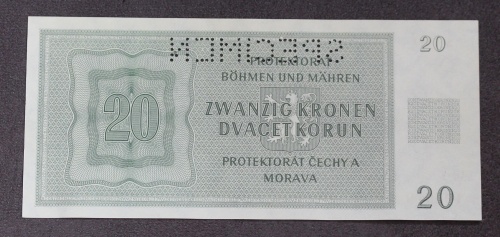 SPECIMEN
20
PROTEKTORAT
BÖHMEN UND MÄHREN
20
ZWANZIG KRONEN
DVACET KORUN
PROTEKTORÁT ČECHY A
MORAVA
20